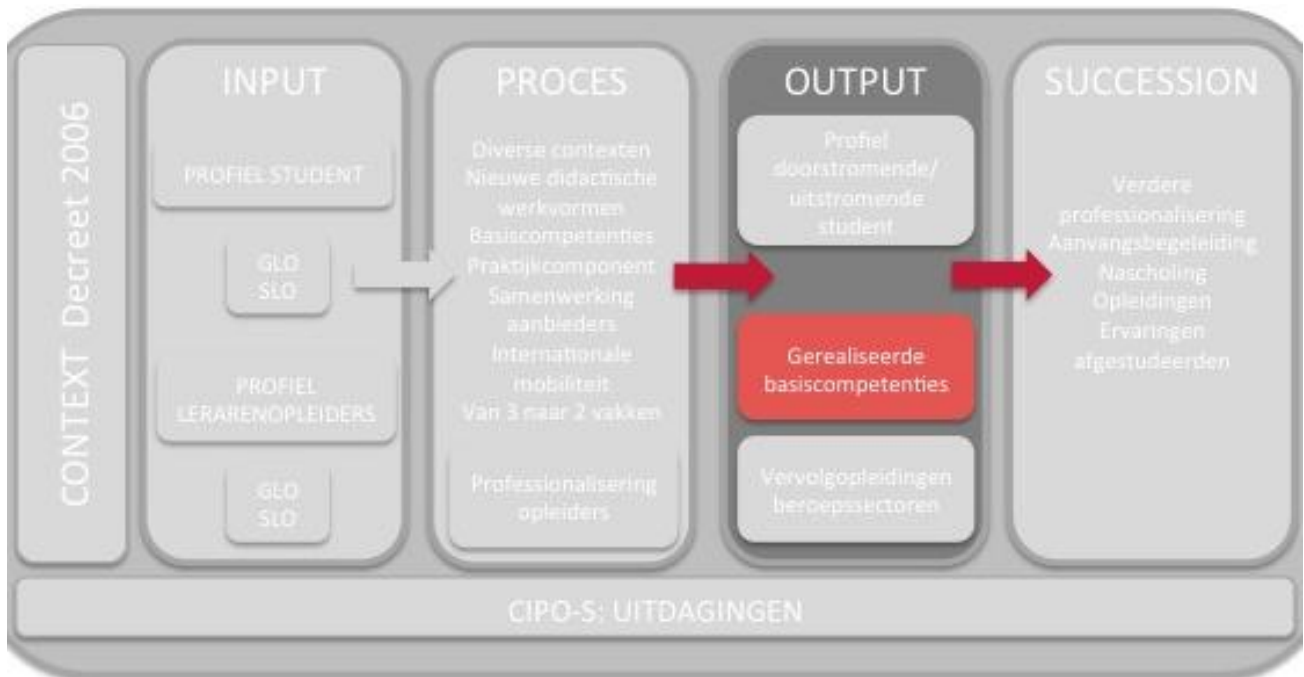 CONTEXT Decreet 2006
INPUT
PROFIEL STUDENT
GLO
SLO
PROFIEL
LERARENOPLEIDERS
GLO
SLO
PROCES
Diverse contexten
Nieuwe didactische
werkvormen
Basiscompetenties
Praktijkcomponent
Samenwerking
aanbieders
Internationale
mobiliteit
Van 3 naar 2 vakken
Professionalisering
opleiders
OUTPUT
Profiel
doorstromende/
uitstromende
student
Gerealiseerde
basiscompetenties
Vervolgopleidingen
beroepssectoren
SUCCESSION
Verdere
professionalisering
Aanvangsbegeleiding
Nascholing
Opleidingen
Ervaringen
afgestudeerden
CIPO-S: UITDAGINGEN